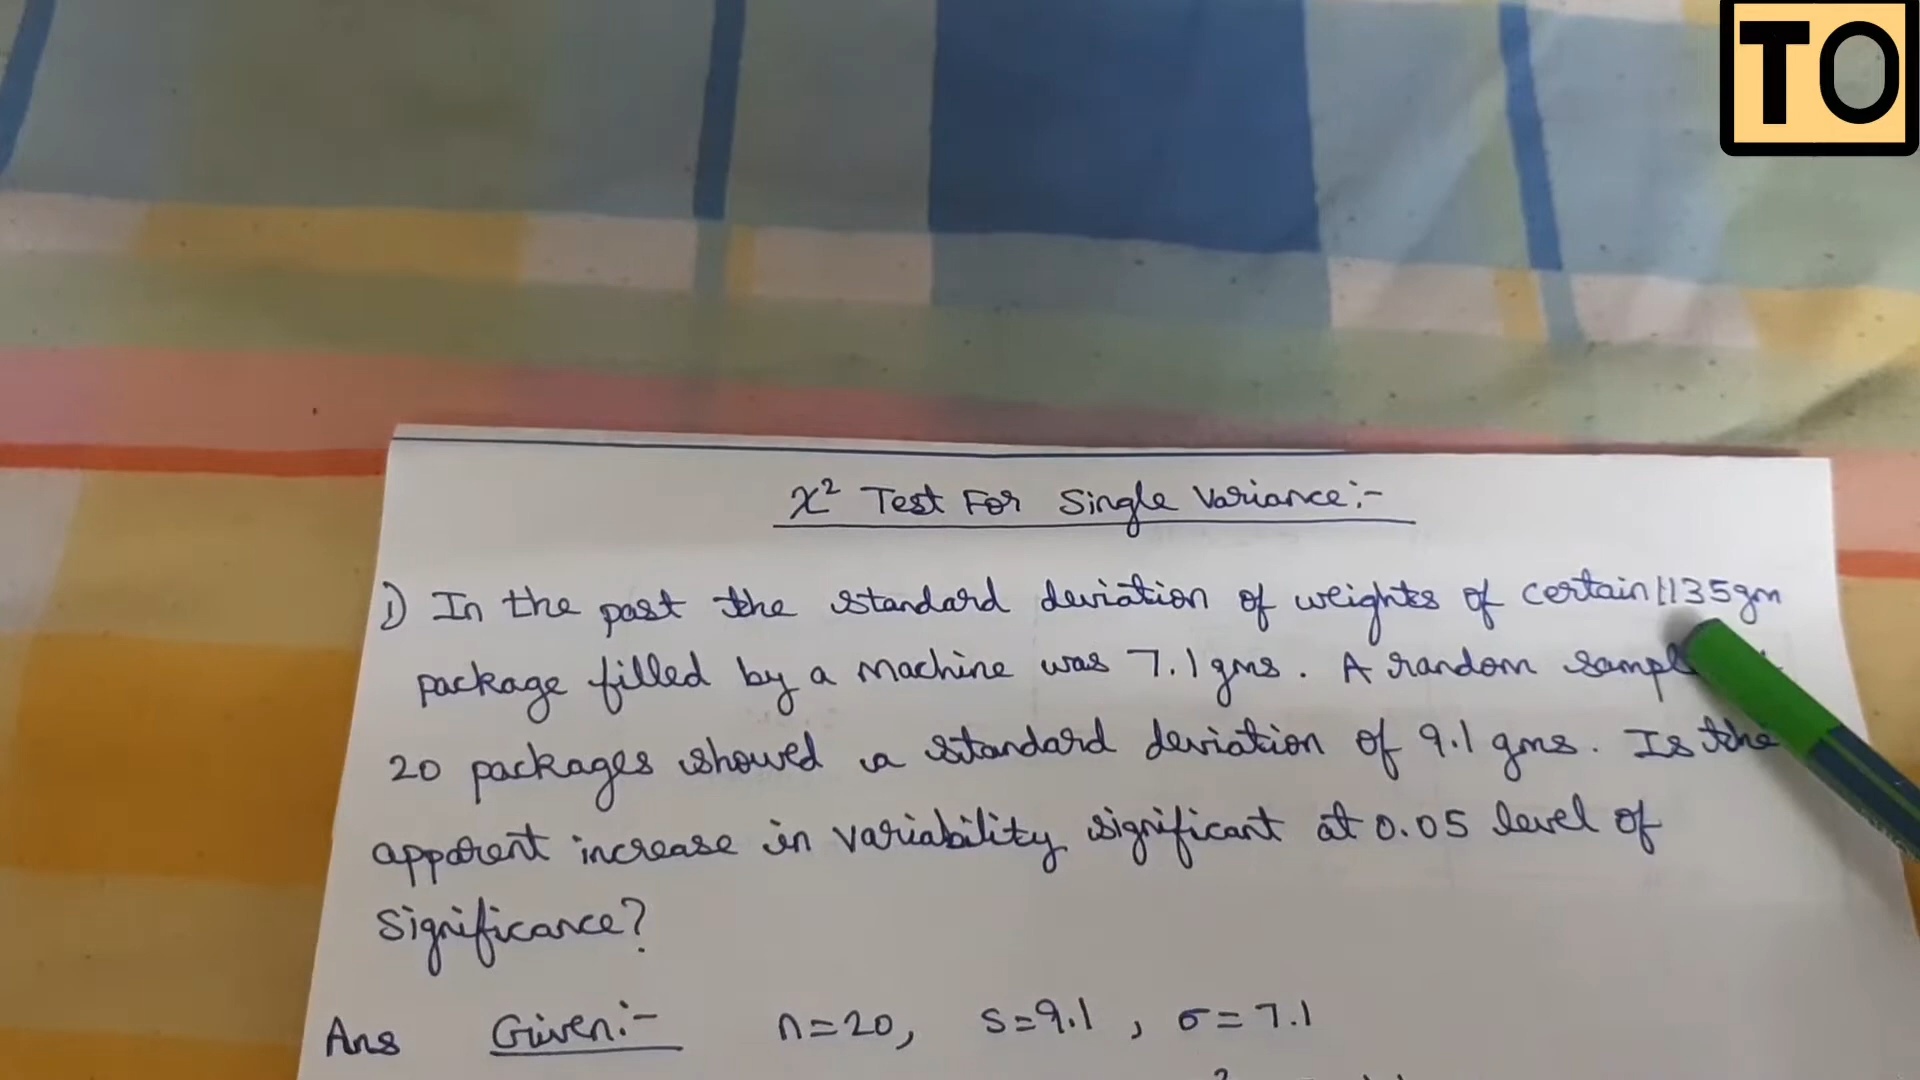 TO
χ² Test For Single Variance:-
1) In the past the standard deviation of weights of certain 1135gm
package filled by a machine was 7.1 gms. A random
20 packages showed a standard deviation of 9.1 gms. Is the
apparent increase in variability significant at 0.05 level of
significance?
Ans Given:- n=20, s=9.1, σ=7.1